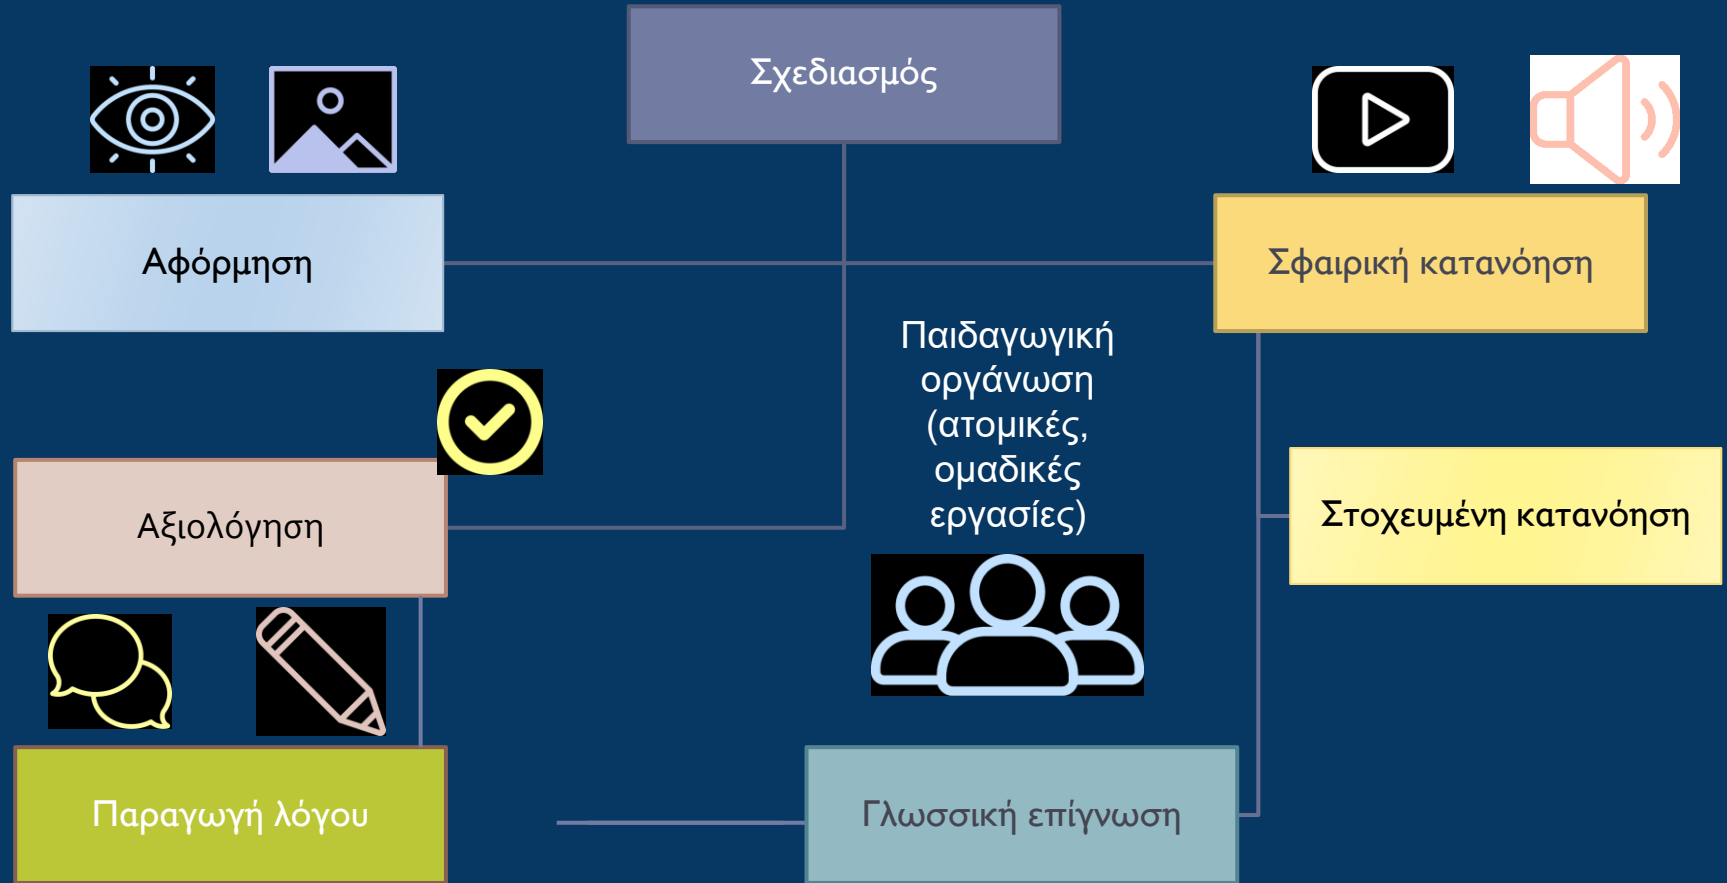 Σχεδιασμός
Αφόρμηση
Σφαιρική κατανόηση
Παιδαγωγική
οργάνωση
(ατομικές,
ομαδικές
εργασίες)
Αξιολόγηση
Στοχευμένη κατανόηση
Παραγωγή λόγου
Γλωσσική επίγνωση